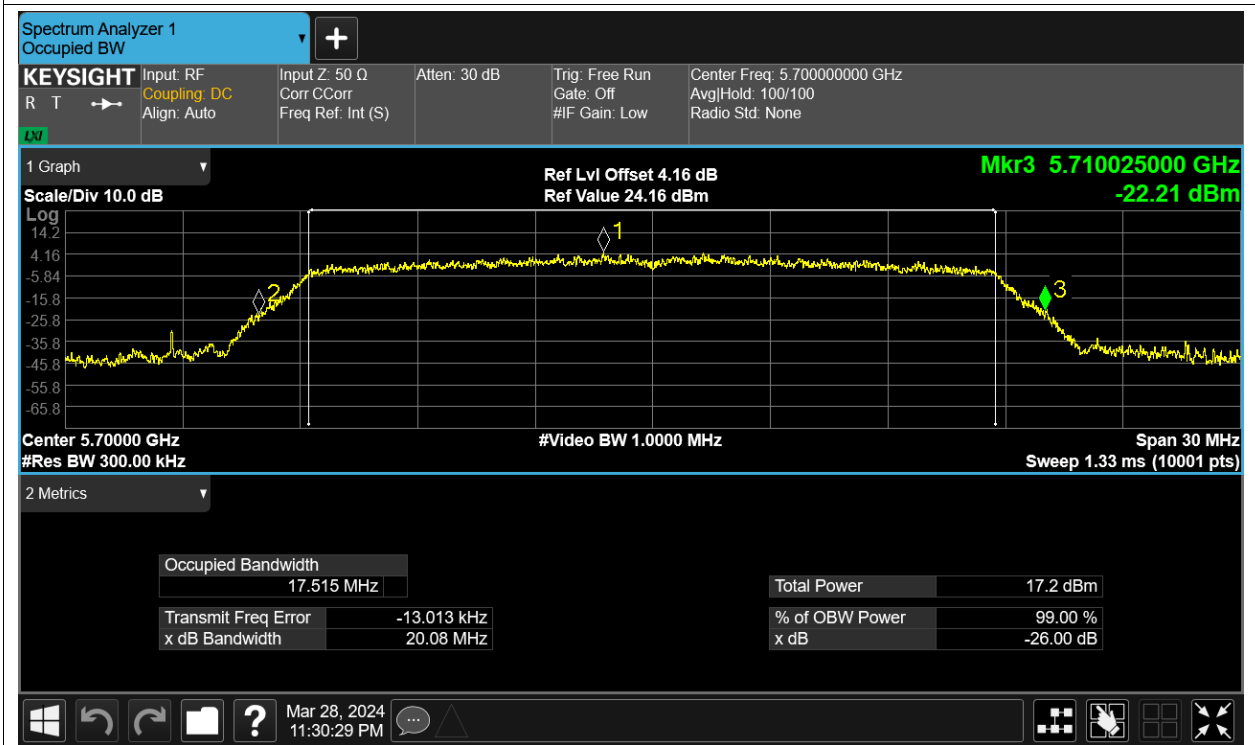 Spectrum Analyzer 1
Occupied BW
KEYSIGHT
R T
LXI
Input: RF
Coupling: DC
Align: Auto
Input Z: 50 Ω
Corr CCorr
Freq Ref: Int (S)
Atten: 30 dB
Trig: Free Run
Gate: Off
#IF Gain: Low
Center Freq: 5.700000000 GHz
Avg|Hold: 100/100
Radio Std: None
1 Graph
Scale/Div 10.0 dB
Ref Lvl Offset 4.16 dB
Ref Value 24.16 dBm
Mkr3 5.710025000 GHz
-22.21 dBm
Log
14.2
4.16
-5.84
-15.8
-25.8
-35.8
-45.8
-55.8
-65.8
1
2
3
Center 5.70000 GHz
#Res BW 300.00 kHz
#Video BW 1.0000 MHz
Span 30 MHz
Sweep 1.33 ms (10001 pts)
2 Metrics
Occupied Bandwidth
17.515 MHz
Transmit Freq Error -13.013 kHz
x dB Bandwidth 20.08 MHz
Total Power 17.2 dBm
% of OBW Power 99.00 %
x dB -26.00 dB
?
Mar 28, 2024
11:30:29 PM